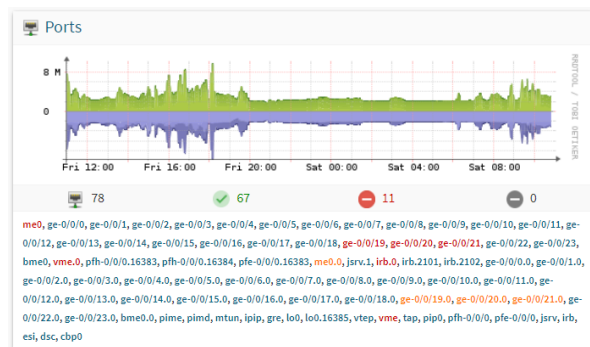 Ports
8 M
0
Fri 12:00 Fri 16:00 Fri 20:00 Sat 00:00 Sat 04:00 Sat 08:00
RRDTOOL / TOBI OETIKER
78 67 11 0
me0, ge-0/0/0, ge-0/0/1, ge-0/0/2, ge-0/0/3, ge-0/0/4, ge-0/0/5, ge-0/0/6, ge-0/0/7, ge-0/0/8, ge-0/0/9, ge-0/0/10, ge-0/0/11, ge-
0/0/12, ge-0/0/13, ge-0/0/14, ge-0/0/15, ge-0/0/16, ge-0/0/17, ge-0/0/18, ge-0/0/19, ge-0/0/20, ge-0/0/21, ge-0/0/22, ge-0/0/23,
bme0, vme.0, pfh-0/0/0.16383, pfh-0/0/0.16384, pfe-0/0/0.16383, me0.0, jsrv.1, irb.0, irb.2101, irb.2102, ge-0/0/0.0, ge-0/0/1.0,
ge-0/0/2.0, ge-0/0/3.0, ge-0/0/4.0, ge-0/0/5.0, ge-0/0/6.0, ge-0/0/7.0, ge-0/0/8.0, ge-0/0/9.0, ge-0/0/10.0, ge-0/0/11.0, ge-
0/0/12.0, ge-0/0/13.0, ge-0/0/14.0, ge-0/0/15.0, ge-0/0/16.0, ge-0/0/17.0, ge-0/0/18.0, ge-0/0/19.0, ge-0/0/20.0, ge-0/0/21.0, ge-
0/0/22.0, ge-0/0/23.0, bme0.0, pime, pimd, mtun, ipip, gre, lo0, lo0.16385, vtep, vme, tap, pip0, pfh-0/0/0, pfe-0/0/0, jsrv, irb,
esi, dsc, cbp0